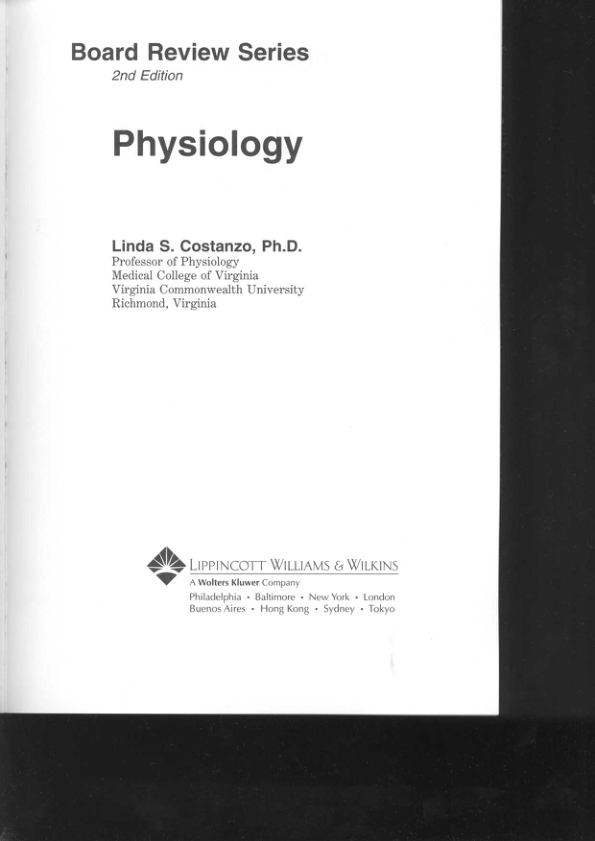 Board Review Series
2nd Edition
Physiology
Linda S. Costanzo, Ph.D.
Professor of Physiology
Medical College of Virginia
Virginia Commonwealth University
Richmond, Virginia
LIPPINCOTT WILLIAMS & WILKINS
A Wolters Kluwer Company
Philadelphia • Baltimore • New York • London
Buenos Aires • Hong Kong • Sydney • Tokyo